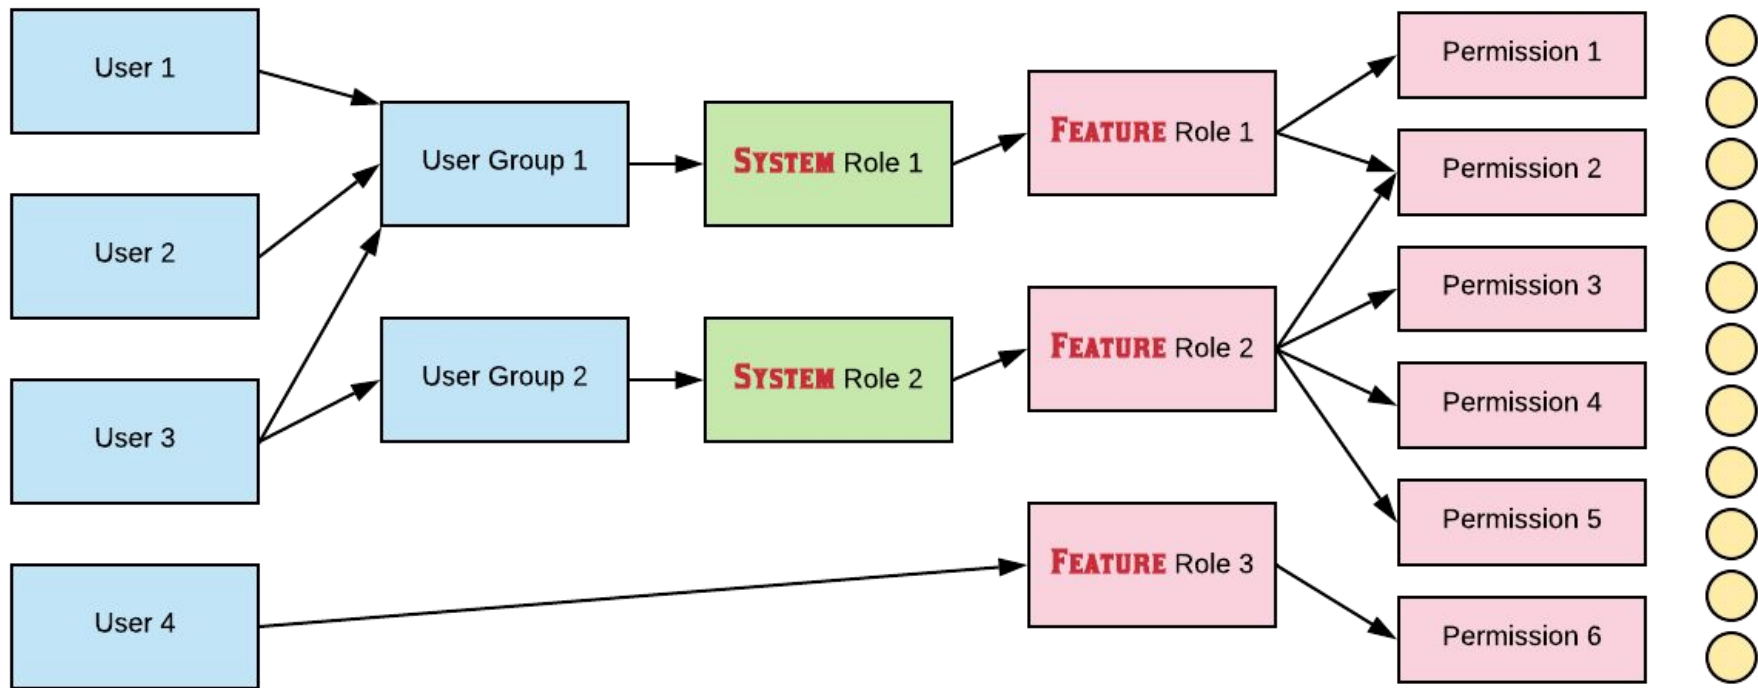 User 1
User 2
User 3
User 4
User Group 1
User Group 2
SYSTEM Role 1
SYSTEM Role 2
FEATURE Role 1
FEATURE Role 2
FEATURE Role 3
Permission 1
Permission 2
Permission 3
Permission 4
Permission 5
Permission 6